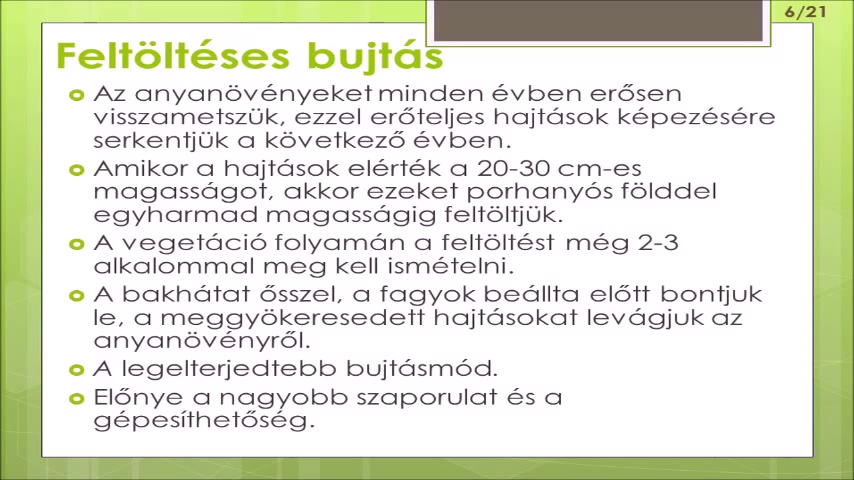 6/21
Feltöltéses bujtás
Az anyanövényeket minden évben erősen
visszametszük, ezzel erőteljes hajtások képezésére
serkentjük a következő évben.
Amikor a hajtások elérték a 20-30 cm-es
magasságot, akkor ezeket porhanyós földdel
egyharmad magasságig feltöltjük.
A vegetáció folyamán a feltöltést még 2-3
alkalommal meg kell ismételni.
A bakhátat ősszel, a fagyok beállta előtt bontjuk
le, a meggyökeresedett hajtásokat levágjuk az
anyanövényről.
A legelterjedtebb bujtásmód.
Előnye a nagyobb szaporulat és a
gépesíthetőség.